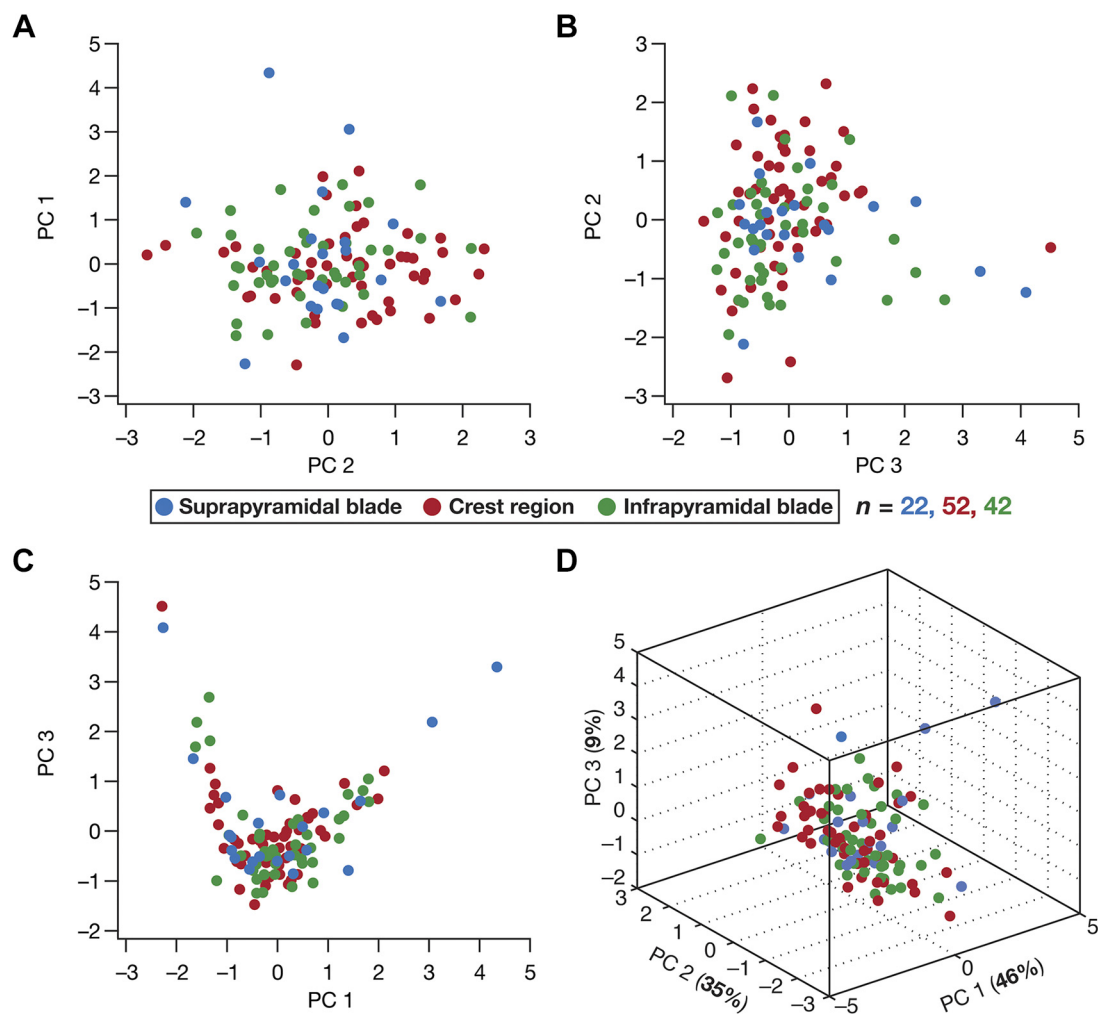 A
5
4
3
2
1
0
–1
–2
–3
PC 1
–3 –2 –1 0 1 2 3
PC 2
B
3
2
1
0
–1
–2
–3
PC 2
–2 –1 0 1 2 3 4 5
PC 3
Suprapyramidal blade Crest region Infrapyramidal blade n = 22, 52, 42
C
5
4
3
2
1
0
–1
–2
PC 3
–3 –2 –1 0 1 2 3 4 5
PC 1
D
5
4
3
2
1
0
–1
–2
PC 3 (9%)
3
2
1
0
–1
–2
–3
PC 2 (35%)
–5
0
5
PC 1 (46%)